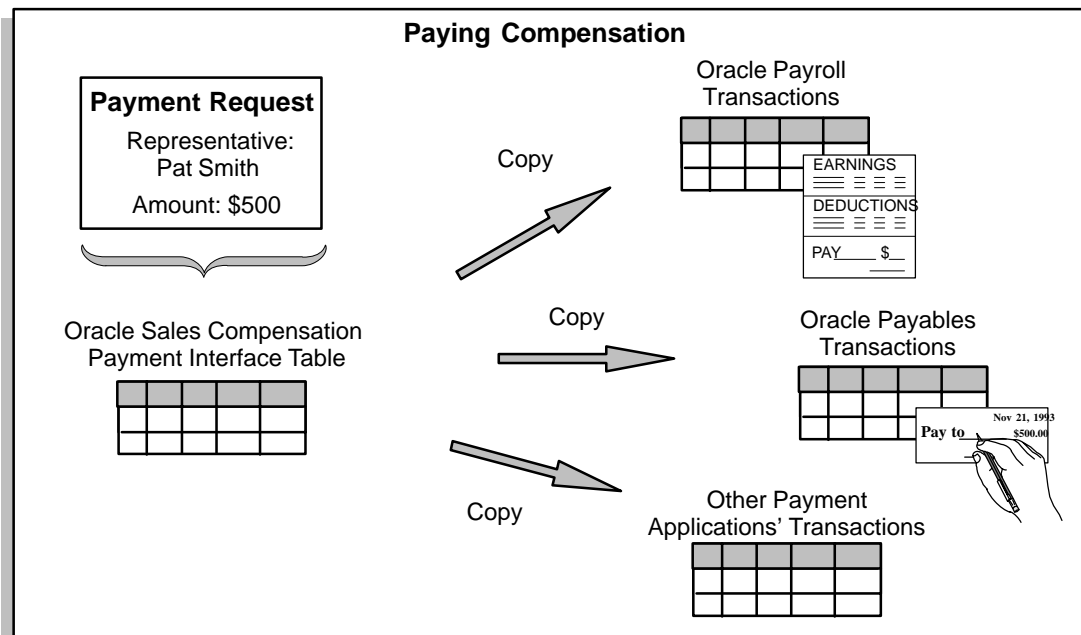 Paying Compensation
Payment Request
Representative:
Pat Smith
Amount: $500
Oracle Sales Compensation
Payment Interface Table
Copy
Copy
Copy
Oracle Payroll
Transactions
EARNINGS
DEDUCTIONS
PAY $
Oracle Payables
Transactions
Nov 21, 1993
Pay to $500.00
Other Payment
Applications’ Transactions